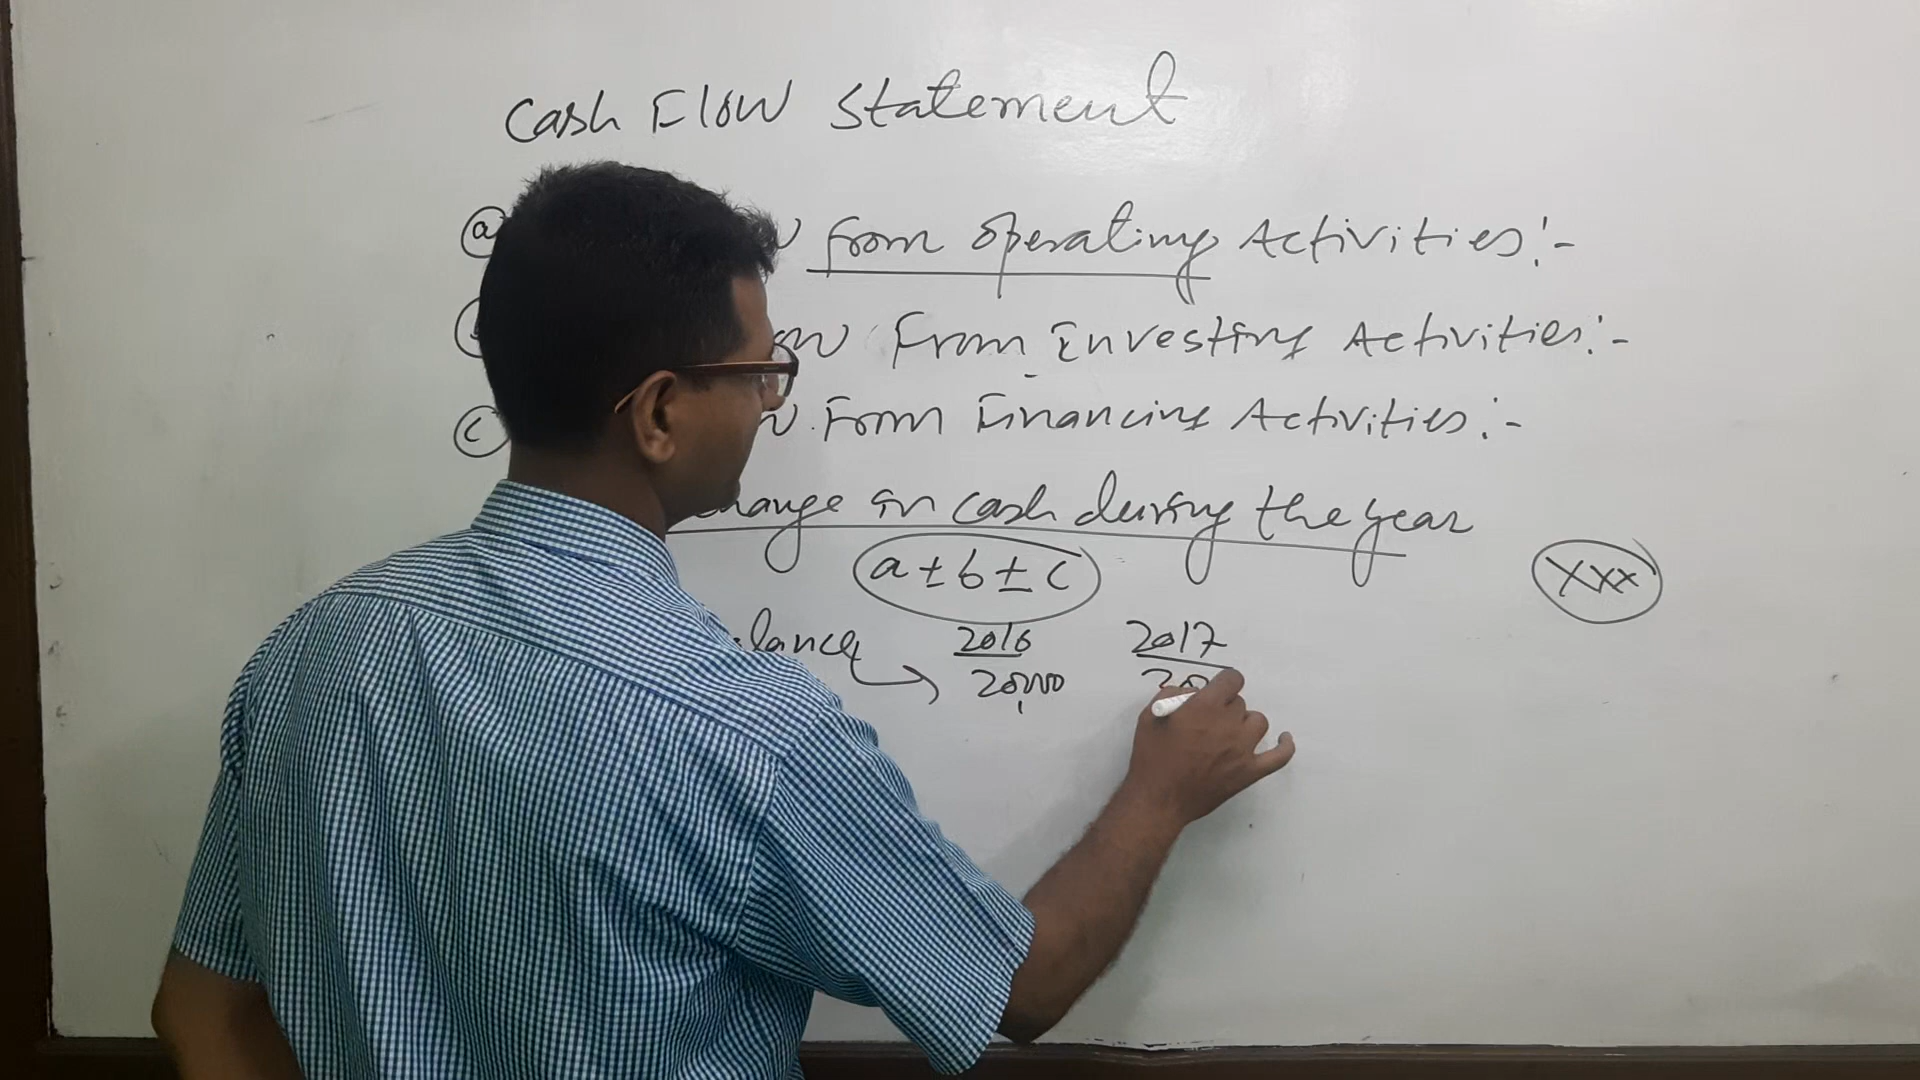 Cash Flow Statement
a From Operating Activities:-
From Investing Activities:-
c From Financing Activities:-
change in cash during the year
a ± b ± c xxx
2016 2017